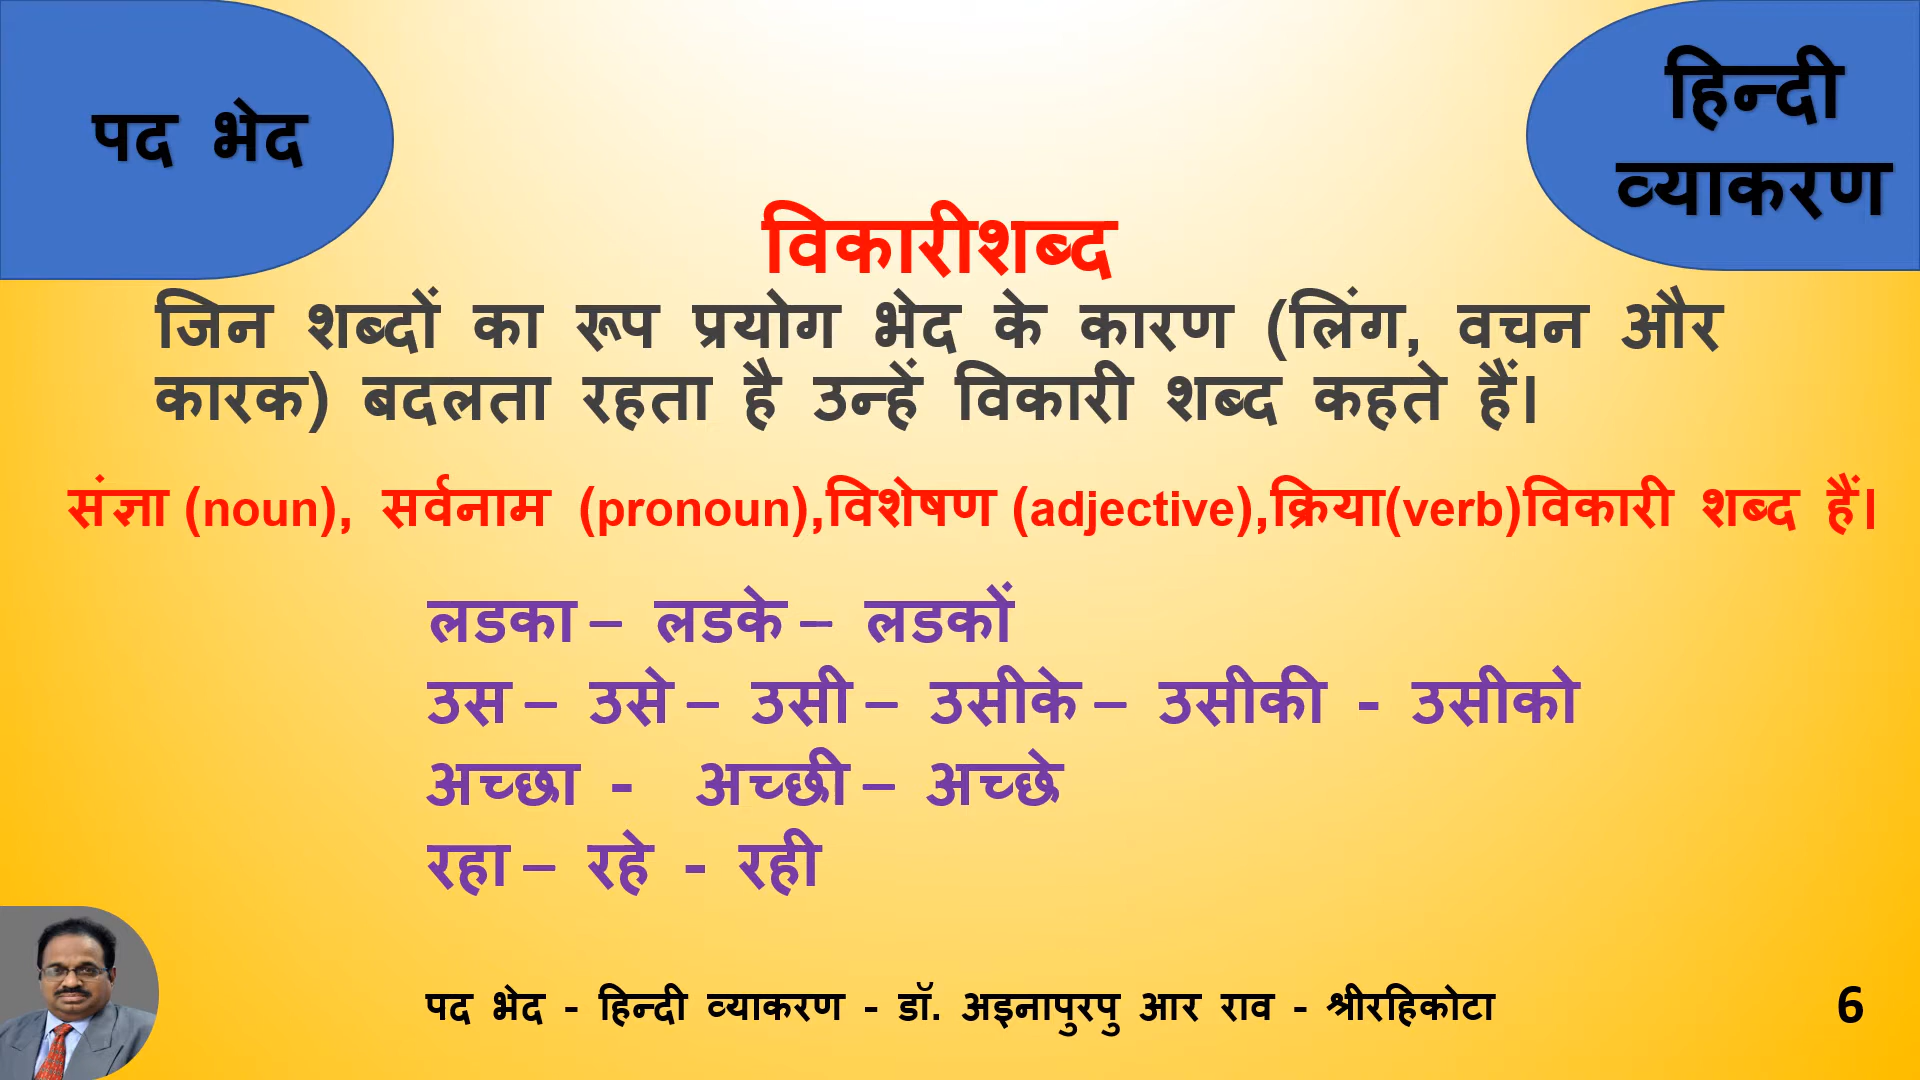 पद भेद
हिन्दी
व्याकरण
विकारीशब्द
जिन शब्दों का रूप प्रयोग भेद के कारण (लिंग, वचन और
कारक) बदलता रहता है उन्हें विकारी शब्द कहते हैं।
संज्ञा (noun), सर्वनाम (pronoun),विशेषण (adjective),क्रिया(verb)विकारी शब्द हैं।
लडका – लडके – लडकों
उस – उसे – उसी – उसीके – उसीकी - उसीको
अच्छा - अच्छी – अच्छे
रहा – रहे - रही
पद भेद - हिन्दी व्याकरण - डॉ. अइनापुरपु आर राव - श्रीरहिकोटा
6